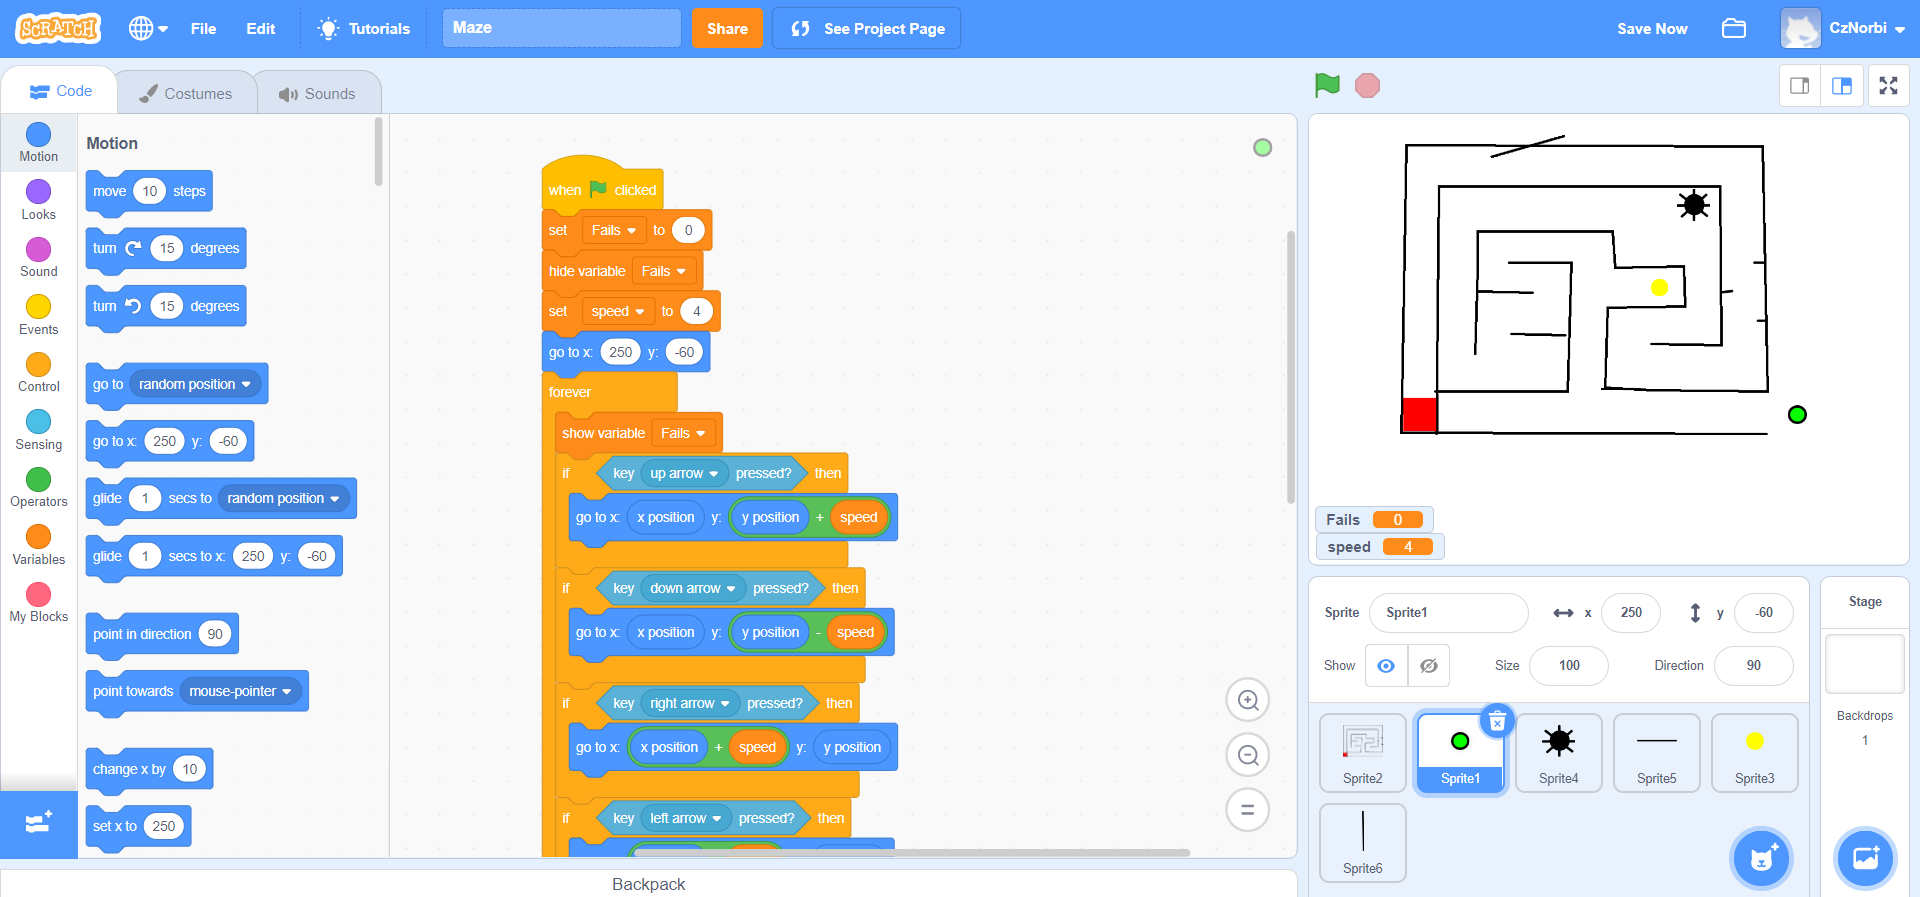 SCRATCH
File
Edit
Tutorials
Maze
Share
See Project Page
Save Now
CzNorbi
Code
Costumes
Sounds
Motion
Looks
Sound
Events
Control
Sensing
Operators
Variables
My Blocks
Motion
move 10 steps
turn 15 degrees
turn 15 degrees
go to random position
go to x: 250 y: -60
glide 1 secs to random position
glide 1 secs to x: 250 y: -60
point in direction 90
point towards mouse-pointer
change x by 10
set x to 250
when clicked
set Fails to 0
hide variable Fails
set speed to 4
go to x: 250 y: -60
forever
show variable Fails
if key up arrow pressed? then
go to x: x position y: y position + speed
if key down arrow pressed? then
go to x: x position y: y position - speed
if key right arrow pressed? then
go to x: x position + speed y: y position
if key left arrow pressed? then
Backpack
Fails 0
speed 4
Sprite Sprite1 x 250 y -60
Show Size 100 Direction 90
Sprite2
Sprite1
Sprite4
Sprite5
Sprite3
Sprite6
Stage
Backdrops
1